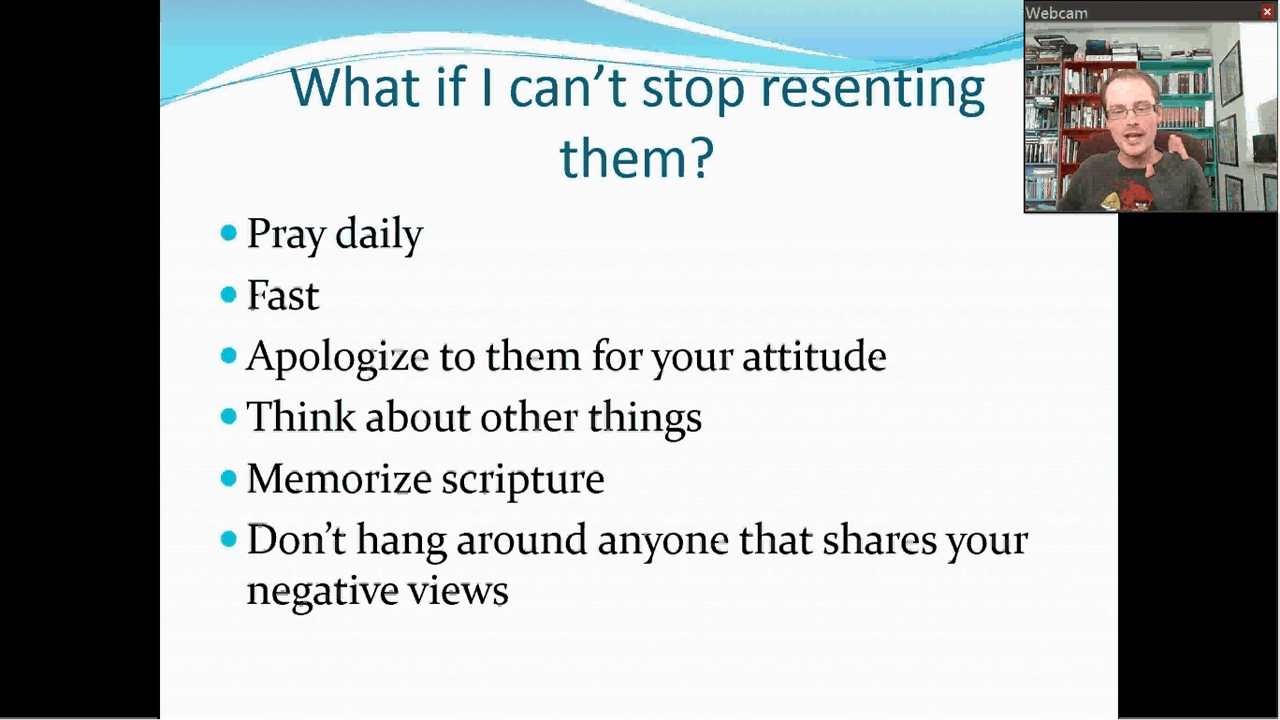 What if I can’t stop resenting
them?
Webcam
• Pray daily
• Fast
• Apologize to them for your attitude
• Think about other things
• Memorize scripture
• Don’t hang around anyone that shares your
negative views